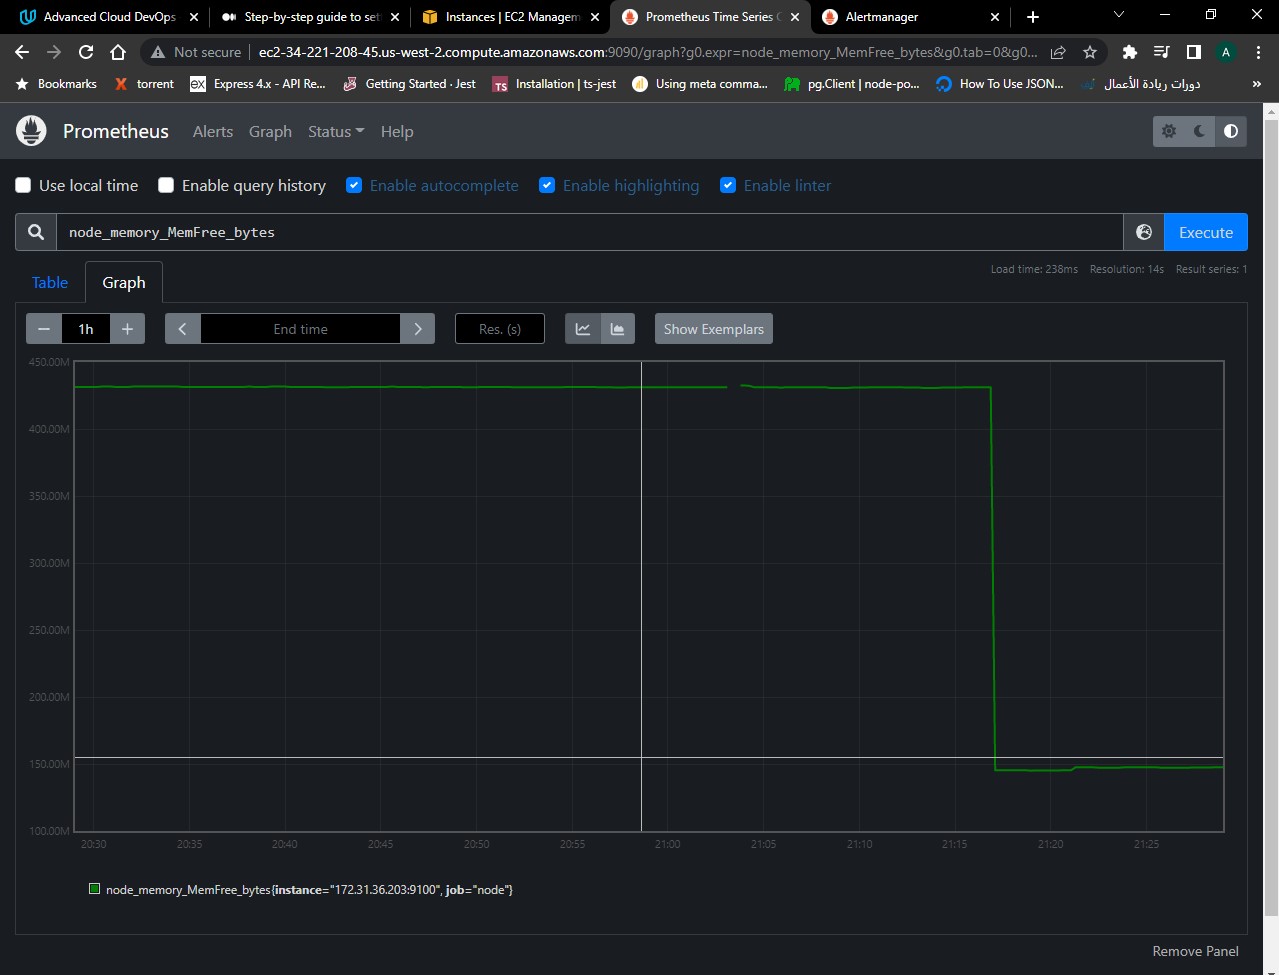 Advanced Cloud DevOps
Step-by-step guide to set
Instances | EC2 Managem
Prometheus Time Series C
Alertmanager
Not secure
ec2-34-221-208-45.us-west-2.compute.amazonaws.com:9090/graph?g0.expr=node_memory_MemFree_bytes&g0.tab=0&g0...
A
Bookmarks
torrent
ex Express 4.x - API Re...
Getting Started · Jest
TS Installation | ts-jest
Using meta comma...
pg.Client | node-po...
How To Use JSON...
دورات ريادة الأعمال
»
Prometheus
Alerts
Graph
Status
Help
Use local time
Enable query history
Enable autocomplete
Enable highlighting
Enable linter
node_memory_MemFree_bytes
Execute
Table
Graph
Load time: 238ms Resolution: 14s Result series: 1
1h
End time
Res. (s)
Show Exemplars
450.00M
400.00M
350.00M
300.00M
250.00M
200.00M
150.00M
100.00M
20:30 20:35 20:40 20:45 20:50 20:55 21:00 21:05 21:10 21:15 21:20 21:25
node_memory_MemFree_bytes{instance="172.31.36.203:9100", job="node"}
Remove Panel